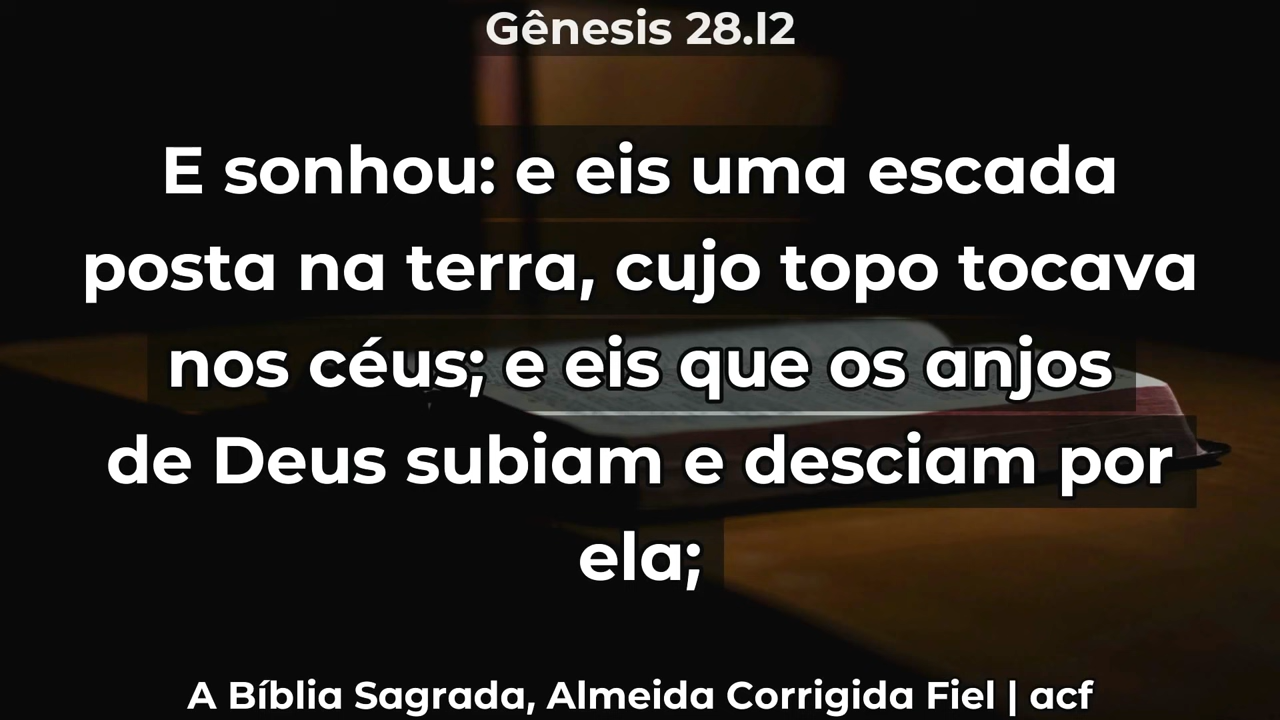 Gênesis 28.12
E sonhou: e eis uma escada
posta na terra, cujo topo tocava
nos céus; e eis que os anjos
de Deus subiam e desciam por
ela;
A Bíblia Sagrada, Almeida Corrigida Fiel | acf